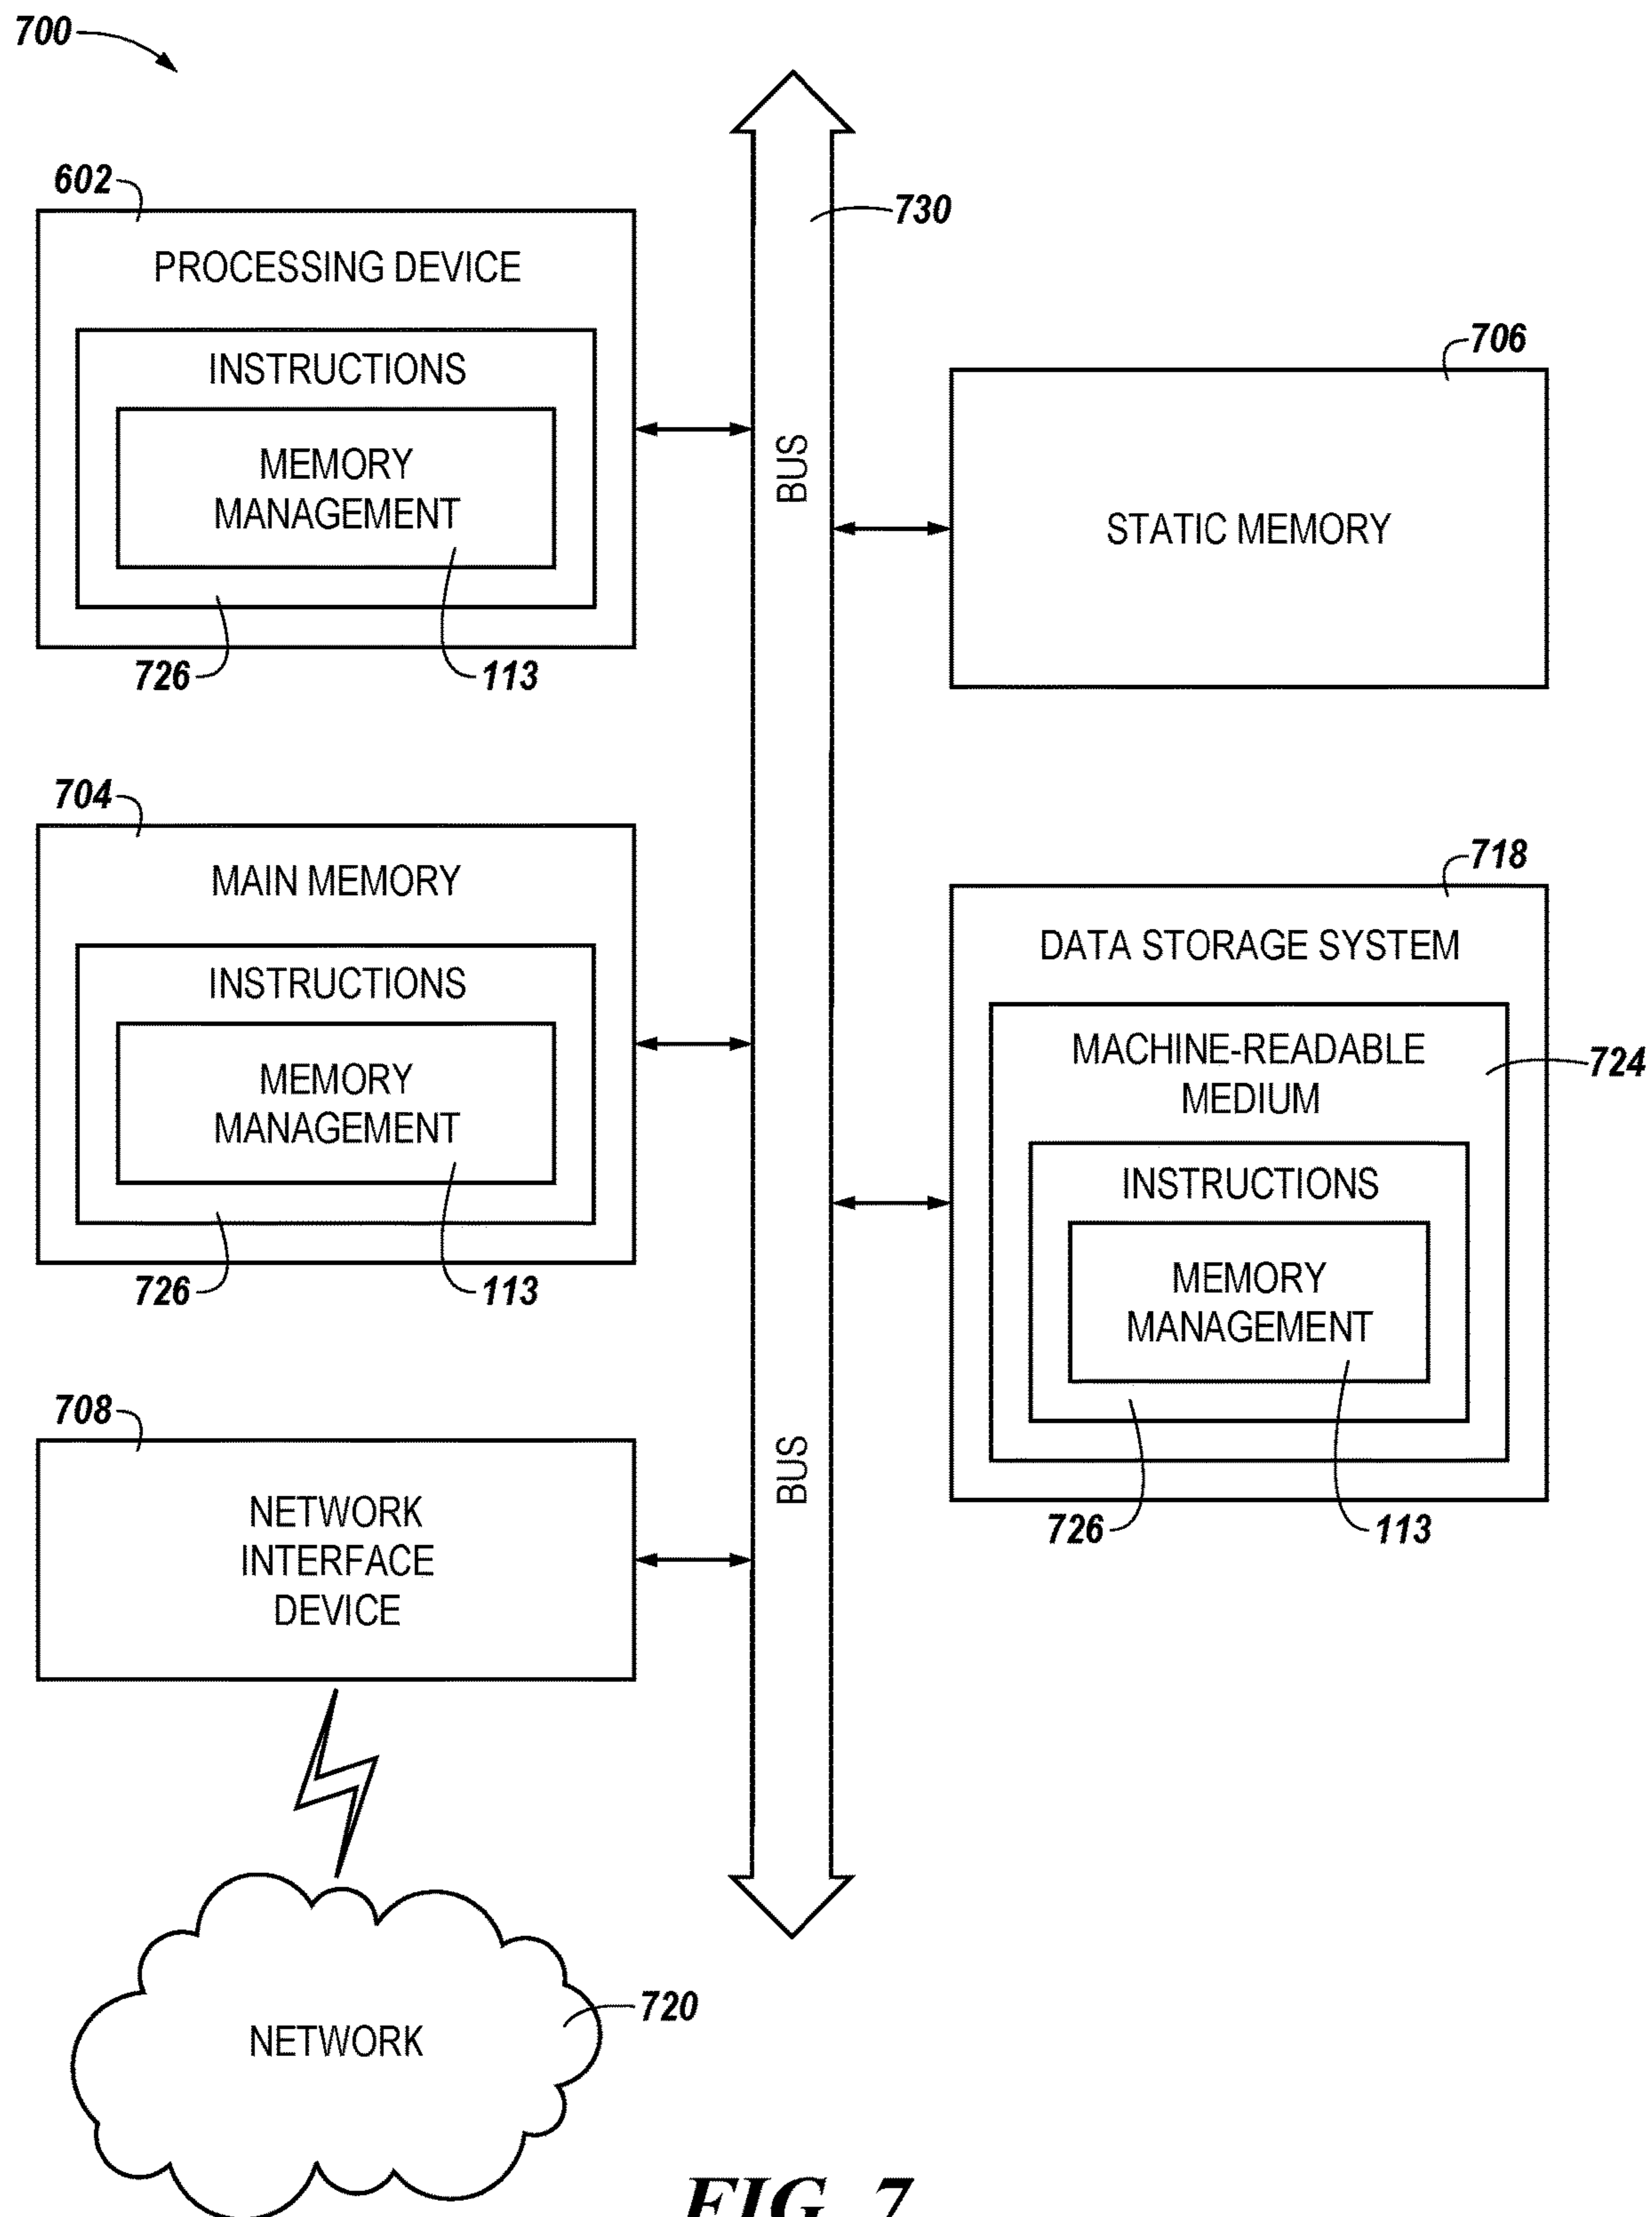 700
602
PROCESSING DEVICE
INSTRUCTIONS
MEMORY
MANAGEMENT
726
113
730
BUS
706
STATIC MEMORY
704
MAIN MEMORY
INSTRUCTIONS
MEMORY
MANAGEMENT
726
113
718
DATA STORAGE SYSTEM
MACHINE-READABLE
MEDIUM
724
INSTRUCTIONS
MEMORY
MANAGEMENT
726
113
708
NETWORK
INTERFACE
DEVICE
BUS
NETWORK
720
FIG. 7